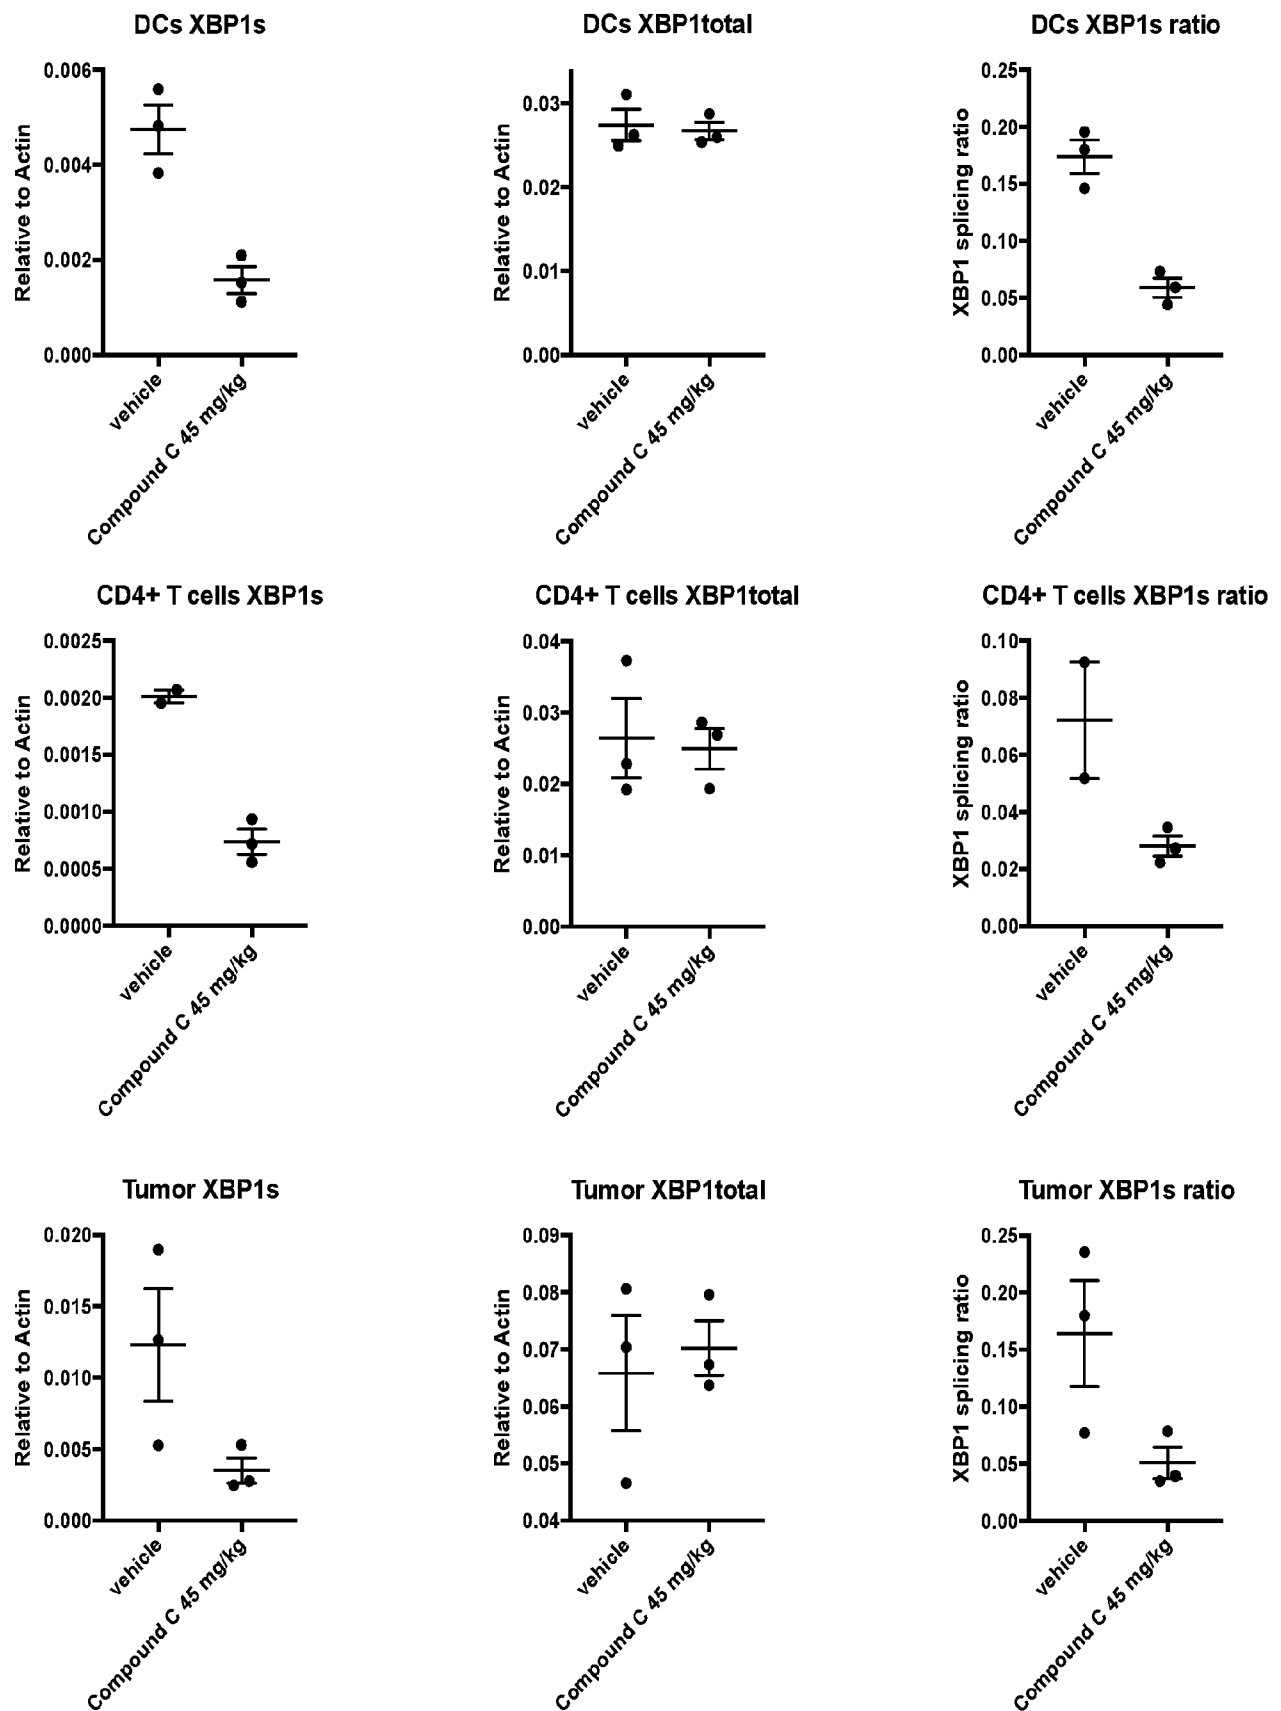 DCs XBP1s
Relative to Actin
0.006
0.004
0.002
0.000
vehicle
Compound C 45 mg/kg
DCs XBP1total
Relative to Actin
0.03
0.02
0.01
0.00
vehicle
Compound C 45 mg/kg
DCs XBP1s ratio
XBP1 splicing ratio
0.25
0.20
0.15
0.10
0.05
0.00
vehicle
Compound C 45 mg/kg
CD4+ T cells XBP1s
Relative to Actin
0.0025
0.0020
0.0015
0.0010
0.0005
0.0000
vehicle
Compound C 45 mg/kg
CD4+ T cells XBP1total
Relative to Actin
0.04
0.03
0.02
0.01
0.00
vehicle
Compound C 45 mg/kg
CD4+ T cells XBP1s ratio
XBP1 splicing ratio
0.10
0.08
0.06
0.04
0.02
0.00
vehicle
Compound C 45 mg/kg
Tumor XBP1s
Relative to Actin
0.020
0.015
0.010
0.005
0.000
vehicle
Compound C 45 mg/kg
Tumor XBP1total
Relative to Actin
0.09
0.08
0.07
0.06
0.05
0.04
vehicle
Compound C 45 mg/kg
Tumor XBP1s ratio
XBP1 splicing ratio
0.25
0.20
0.15
0.10
0.05
0.00
vehicle
Compound C 45 mg/kg